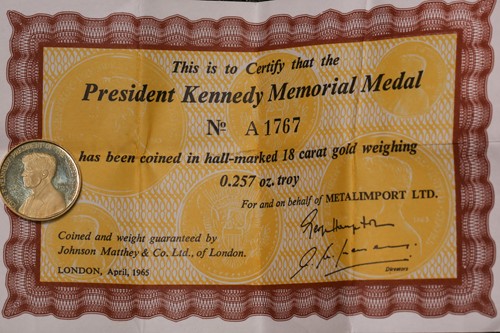 This is to Certify that the
President Kennedy Memorial Medal
No A 1767
has been coined in hall-marked 18 carat gold weighing
0.257 oz. troy
For and on behalf of METALIMPORT LTD.
Coined and weight guaranteed by
Johnson Matthey & Co. Ltd., of London.
Directors
LONDON, April, 1965